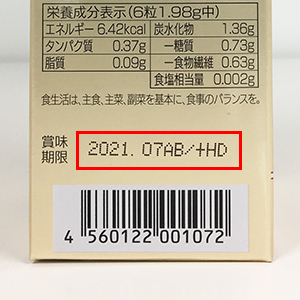 栄養成分表示(6粒1.98g中)
エネルギー 6.42kcal 炭水化物 1.36g
タンパク質 0.37g －糖質 0.73g
脂質 0.09g －食物繊維 0.63g
食塩相当量 0.002g
食生活は、主食、主菜、副菜を基本に、食事のバランスを。
賞味
期限
2021. 07AB/+HD
4 560122 001072